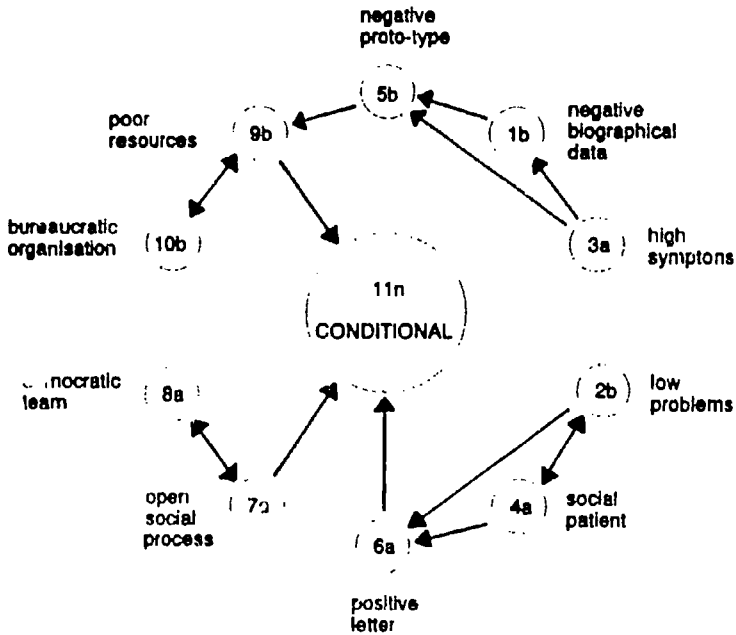 negative
proto-type
5b
poor
resources
9b
1b
negative
biographical
data
bureaucratic
organisation
10b
3a
high
symptons
11n
CONDITIONAL
team
8a
2b
low
problems
open
social
process
4a
social
patient
6a
positive
letter